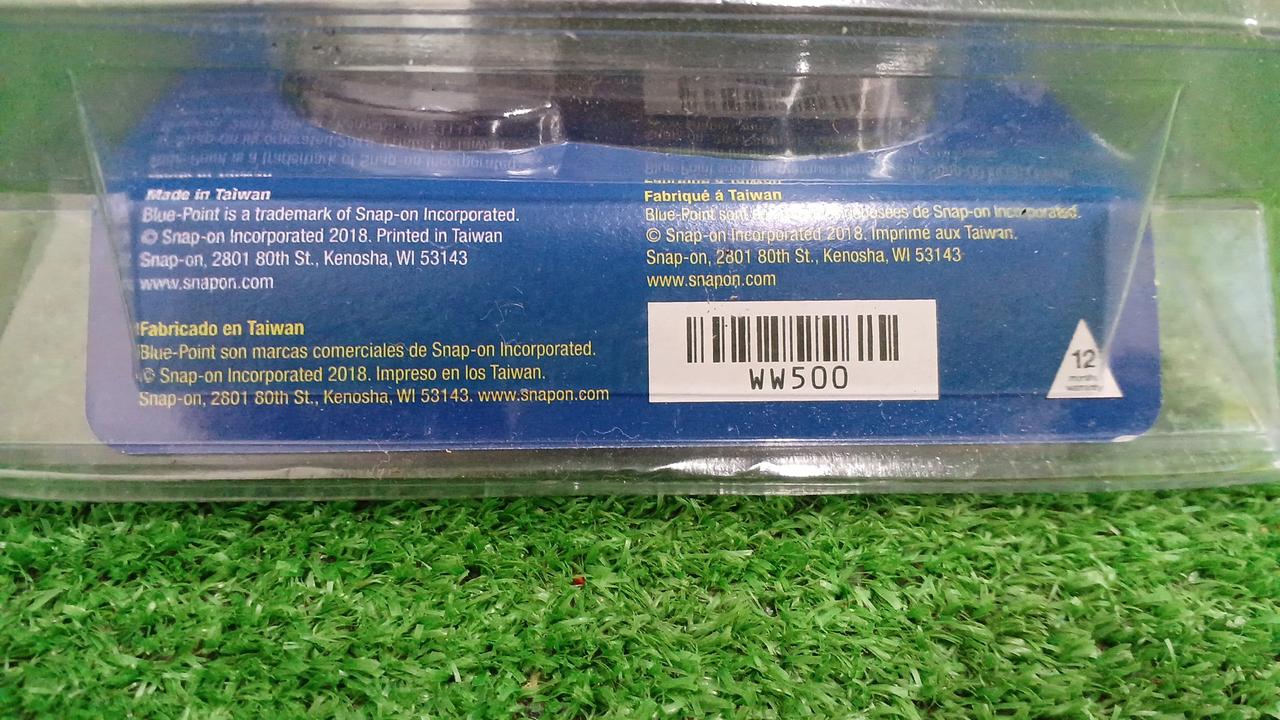 Made in Taiwan
Blue-Point is a trademark of Snap-on Incorporated.
© Snap-on Incorporated 2018. Printed in Taiwan
Snap-on, 2801 80th St., Kenosha, WI 53143
www.snapon.com
Fabricado en Taiwan
Blue-Point son marcas comerciales de Snap-on Incorporated.
© Snap-on Incorporated 2018. Impreso en los Taiwan.
Snap-on, 2801 80th St., Kenosha, WI 53143. www.snapon.com
Fabriqué á Taiwan
Blue-Point sont de Snap-on Incorporated.
© Snap-on Incorporated 2018. Imprimé aux Taiwan.
Snap-on, 2801 80th St., Kenosha, WI 53143
www.snapon.com
WW500
12
months
warranty